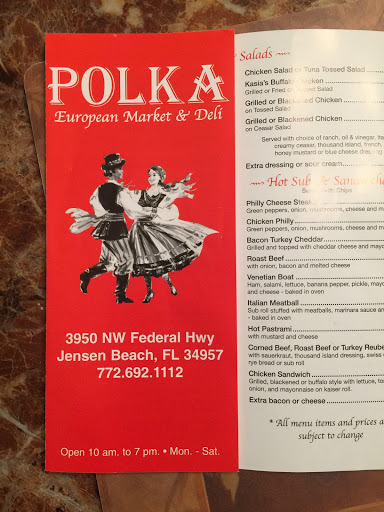 POLKA
European Market & Deli
3950 NW Federal Hwy
Jensen Beach, FL 34957
772.692.1112
Open 10 am. to 7 pm. • Mon. - Sat.
Salads
Chicken Salad or Tuna Tossed Salad
Kasia's Buffalo Chicken
Grilled or Fried on Tossed Salad
Grilled or Blackened Chicken
on Tossed Salad
Grilled or Blackened Chicken
on Ceasar Salad
Served with choice of ranch, oil & vinegar,
creamy ceasar, thousand island, french,
honey mustard or blue cheese
Extra dressing or sour cream
Hot Subs &
with Chips
Philly Cheese Steak
Green peppers, onion, mushrooms, cheese and
Chicken Philly
Green peppers, onion, mushrooms, cheese and
Bacon Turkey Cheddar
Grilled and topped with cheddar cheese and
Roast Beef
with onion, bacon and melted cheese
Venetian Boat
Ham, salami, lettuce, banana pepper, pickle,
and cheese - baked in oven
Italian Meatball
Sub roll stuffed with meatballs, marinara sauce
- baked in oven
Hot Pastrami
with mustard and cheese
Corned Beef, Roast Beef or Turkey
with sauerkraut, thousand island dressing, swiss
rye bread or sub roll
Chicken Sandwich
Grilled, blackened or buffalo style with lettuce,
onion, and mayonnaise on kaiser roll.
Extra bacon or cheese
* All menu items and prices
subject to change